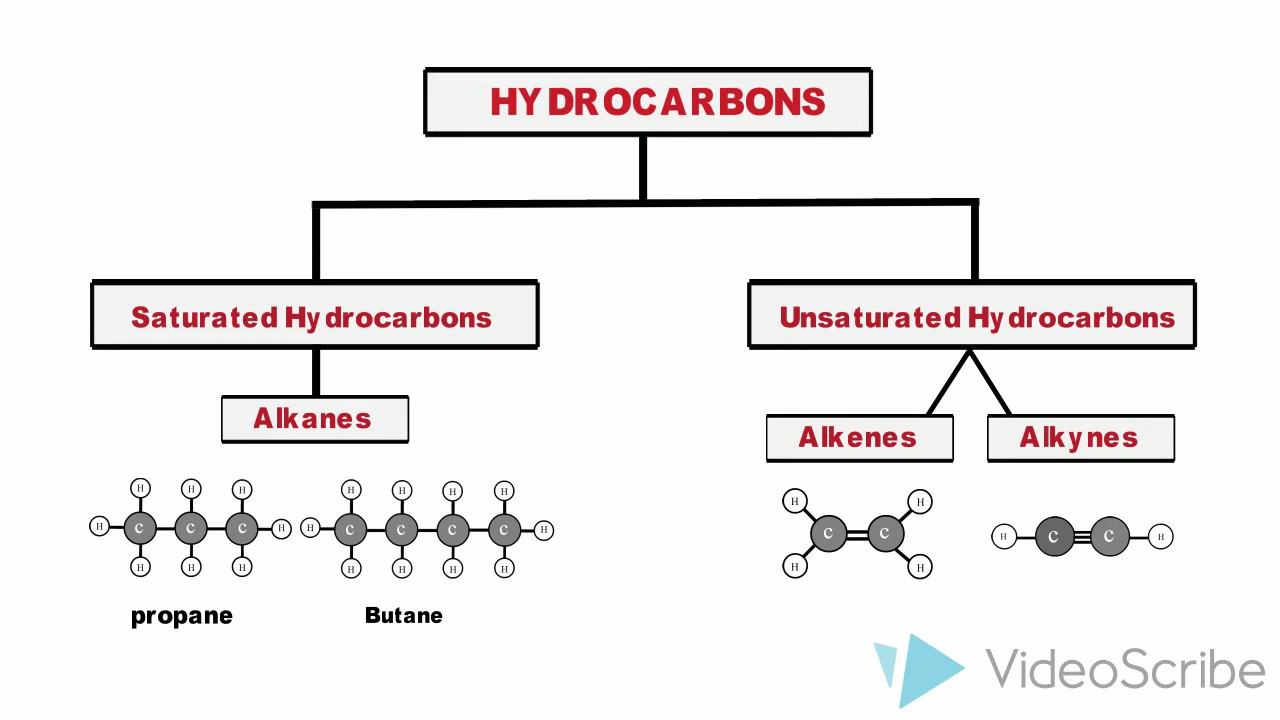 HYDROCARBONS
Saturated Hydrocarbons
Unsaturated Hydrocarbons
Alkanes
Alkenes
Alkynes
H H H
H C C C H
H H H
H H H H
H C C C C H
H H H H
H H
C C
H H
H C C H
propane
Butane
VideoScribe